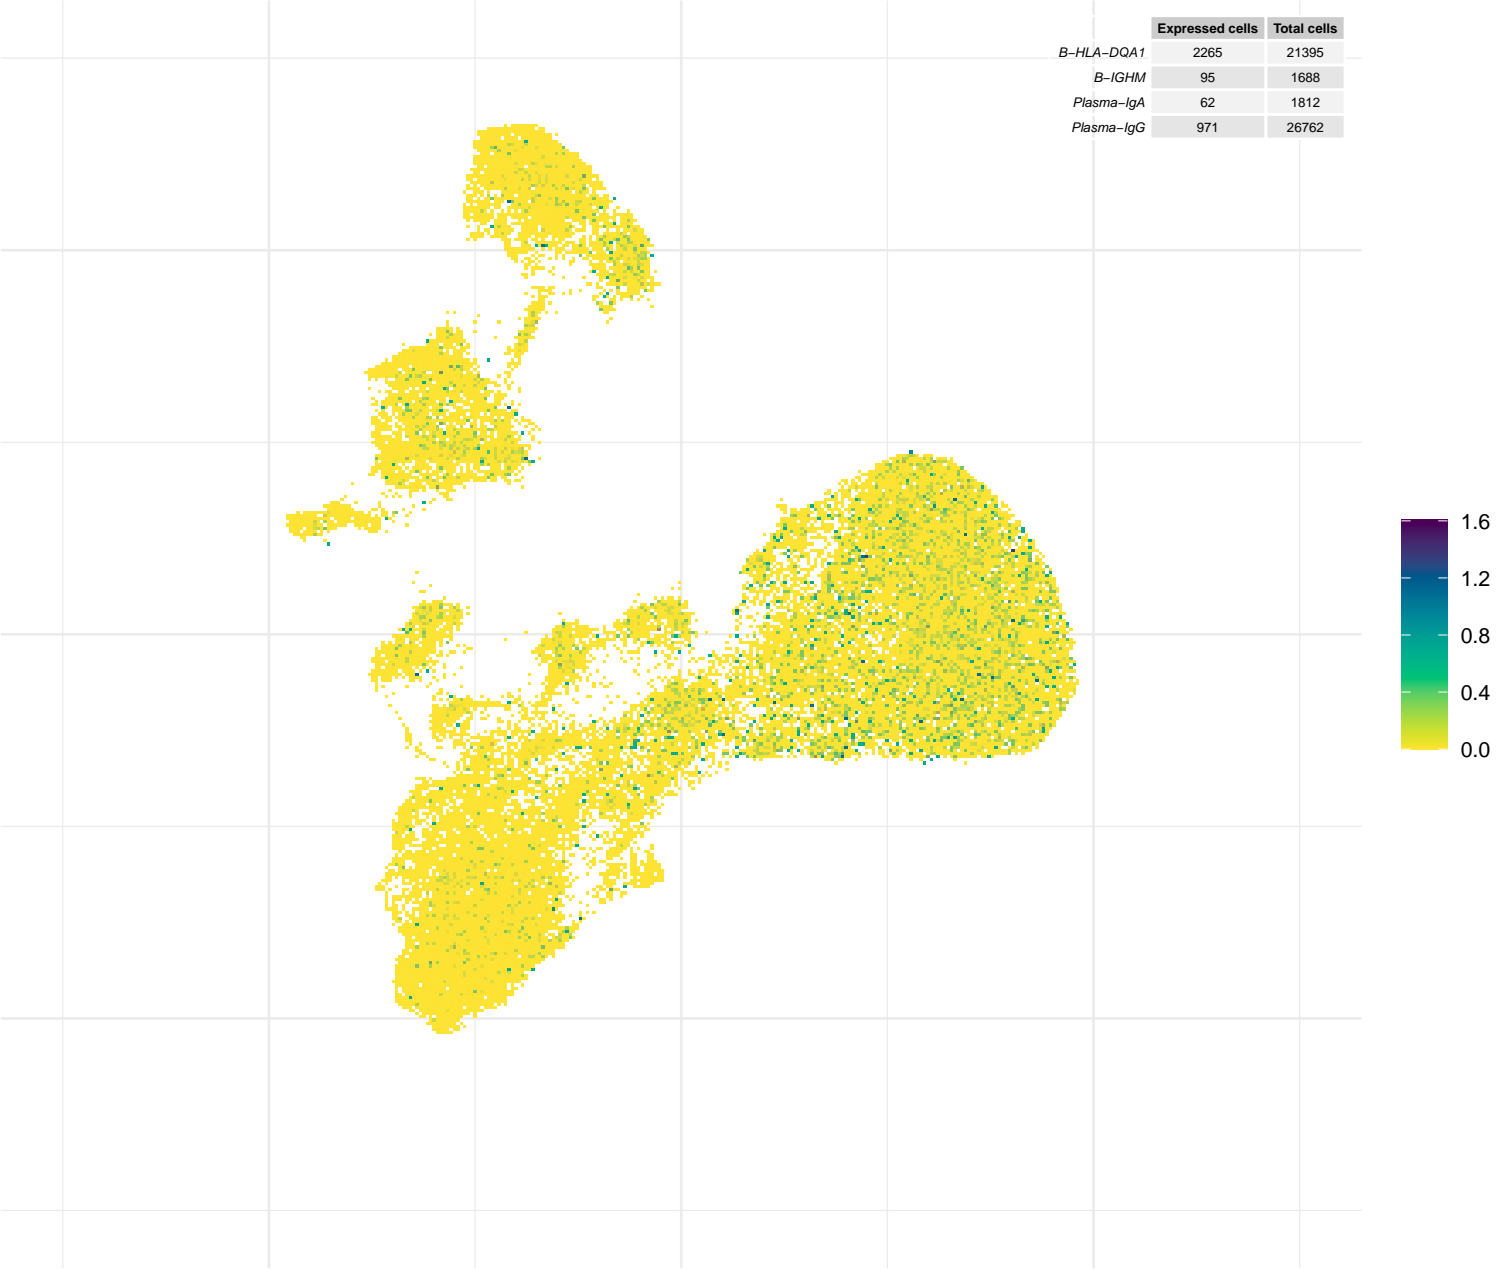 Expressed cells Total cells
B−HLA−DQA1 2265 21395
B−IGHM 95 1688
Plasma−IgA 62 1812
Plasma−IgG 971 26762
1.6
1.2
0.8
0.4
0.0